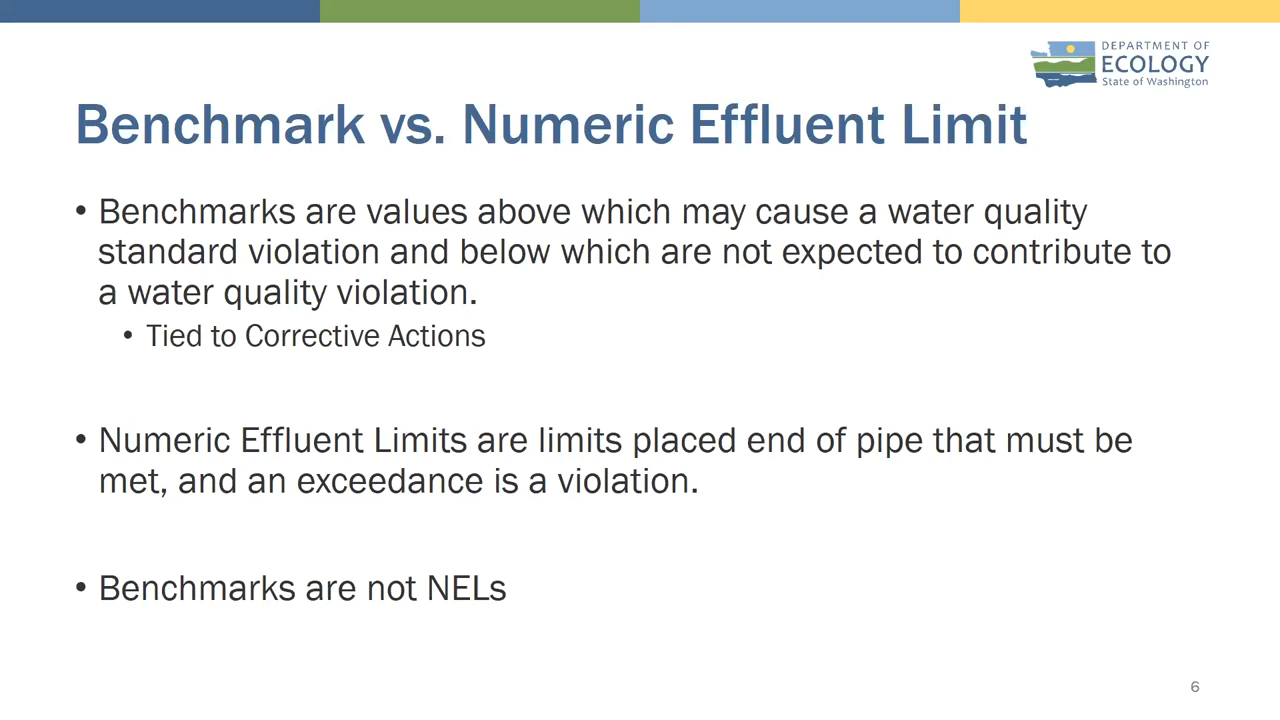 DEPARTMENT OF
ECOLOGY
State of Washington
Benchmark vs. Numeric Effluent Limit
• Benchmarks are values above which may cause a water quality
standard violation and below which are not expected to contribute to
a water quality violation.
• Tied to Corrective Actions
• Numeric Effluent Limits are limits placed end of pipe that must be
met, and an exceedance is a violation.
• Benchmarks are not NELs
6